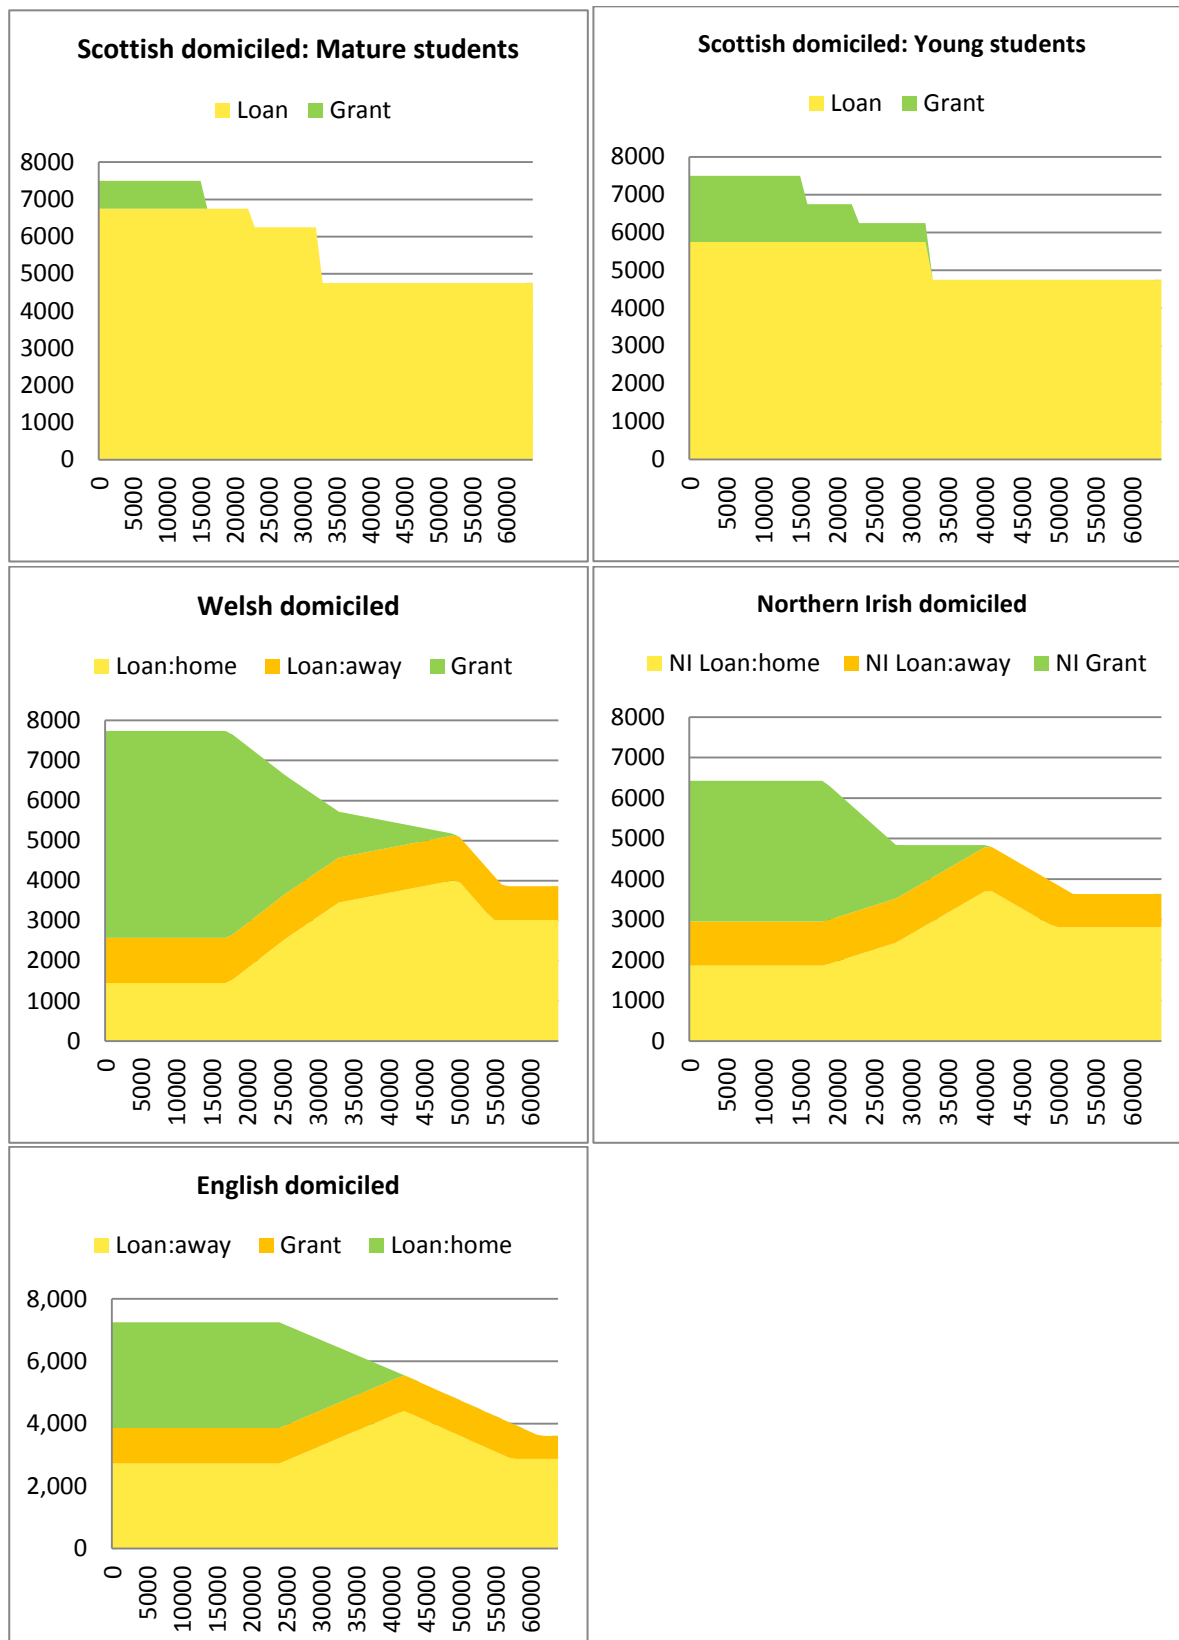 Scottish domiciled: Mature students
Loan Grant
8000
7000
6000
5000
4000
3000
2000
1000
0
0 5000 10000 15000 20000 25000 30000 35000 40000 45000 50000 55000 60000
Scottish domiciled: Young students
Loan Grant
8000
7000
6000
5000
4000
3000
2000
1000
0
0 5000 10000 15000 20000 25000 30000 35000 40000 45000 50000 55000 60000
Welsh domiciled
Loan:home Loan:away Grant
8000
7000
6000
5000
4000
3000
2000
1000
0
0 5000 10000 15000 20000 25000 30000 35000 40000 45000 50000 55000 60000
Northern Irish domiciled
NI Loan:home NI Loan:away NI Grant
8000
7000
6000
5000
4000
3000
2000
1000
0
0 5000 10000 15000 20000 25000 30000 35000 40000 45000 50000 55000 60000
English domiciled
Loan:away Grant Loan:home
8,000
6,000
4,000
2,000
0
0 5000 10000 15000 20000 25000 30000 35000 40000 45000 50000 55000 60000